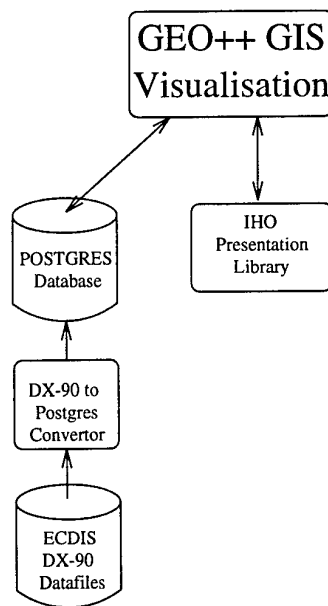 GEO++ GIS
Visualisation
IHO
Presentation
Library
POSTGRES
Database
DX-90 to
Postgres
Convertor
ECDIS
DX-90
Datafiles